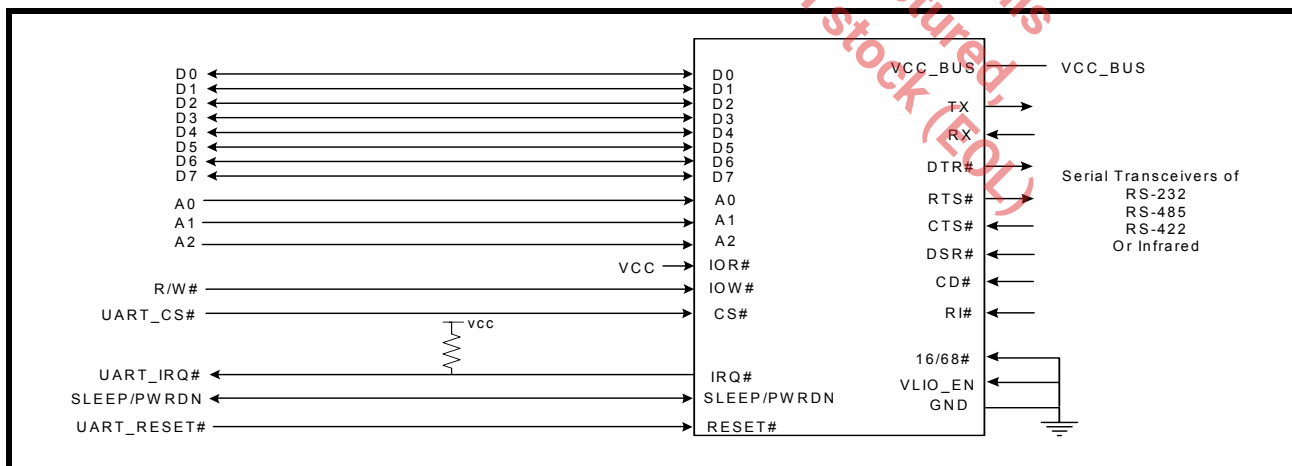 D0
D1
D2
D3
D4
D5
D6
D7
A0
A1
A2
VCC
R/W#
UART_CS#
vcc
UART_IRQ#
SLEEP/PWRDN
UART_RESET#
D0
D1
D2
D3
D4
D5
D6
D7
A0
A1
A2
IOR#
IOW#
CS#
IRQ#
SLEEP/PWRDN
RESET#
VCC_BUS
TX
RX
DTR#
RTS#
CTS#
DSR#
CD#
RI#
16/68#
VLIO_EN
GND
VCC_BUS
Serial Transceivers of
RS-232
RS-485
RS-422
Or Infrared
stock (EOL)